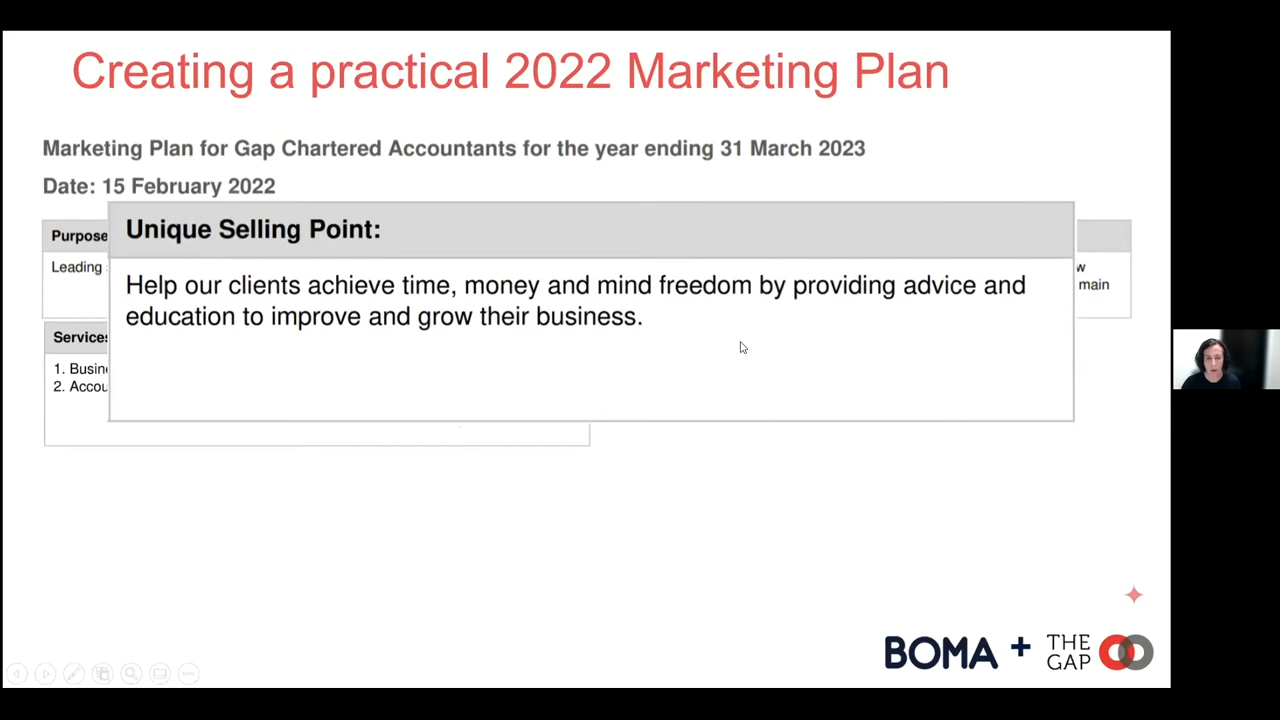 Creating a practical 2022 Marketing Plan
Marketing Plan for Gap Chartered Accountants for the year ending 31 March 2023
Date: 15 February 2022
Purpose
Unique Selling Point:
Leading
Help our clients achieve time, money and mind freedom by providing advice and
education to improve and grow their business.
main
Services
1.
2.
BOMA + THE
GAP